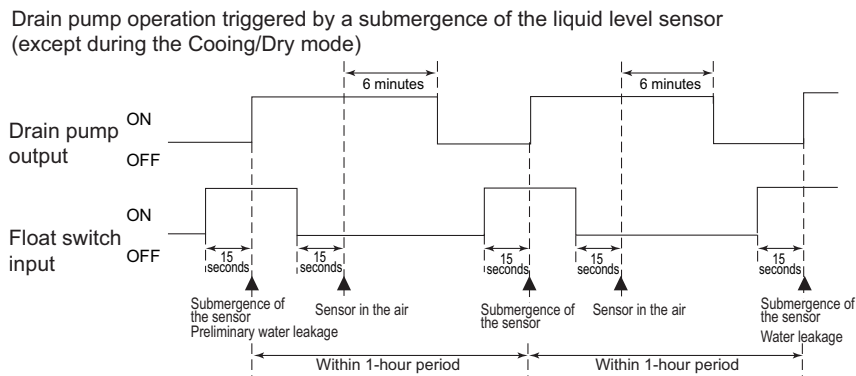 Drain pump operation triggered by a submergence of the liquid level sensor
(except during the Cooing/Dry mode)
6 minutes
6 minutes
Drain pump
output
ON
OFF
Float switch
input
ON
OFF
15
seconds
15
seconds
15
seconds
15
seconds
15
seconds
Submergence of
the sensor
Preliminary water leakage
Sensor in the air
Submergence of
the sensor
Sensor in the air
Submergence of
the sensor
Water leakage
Within 1-hour period
Within 1-hour period